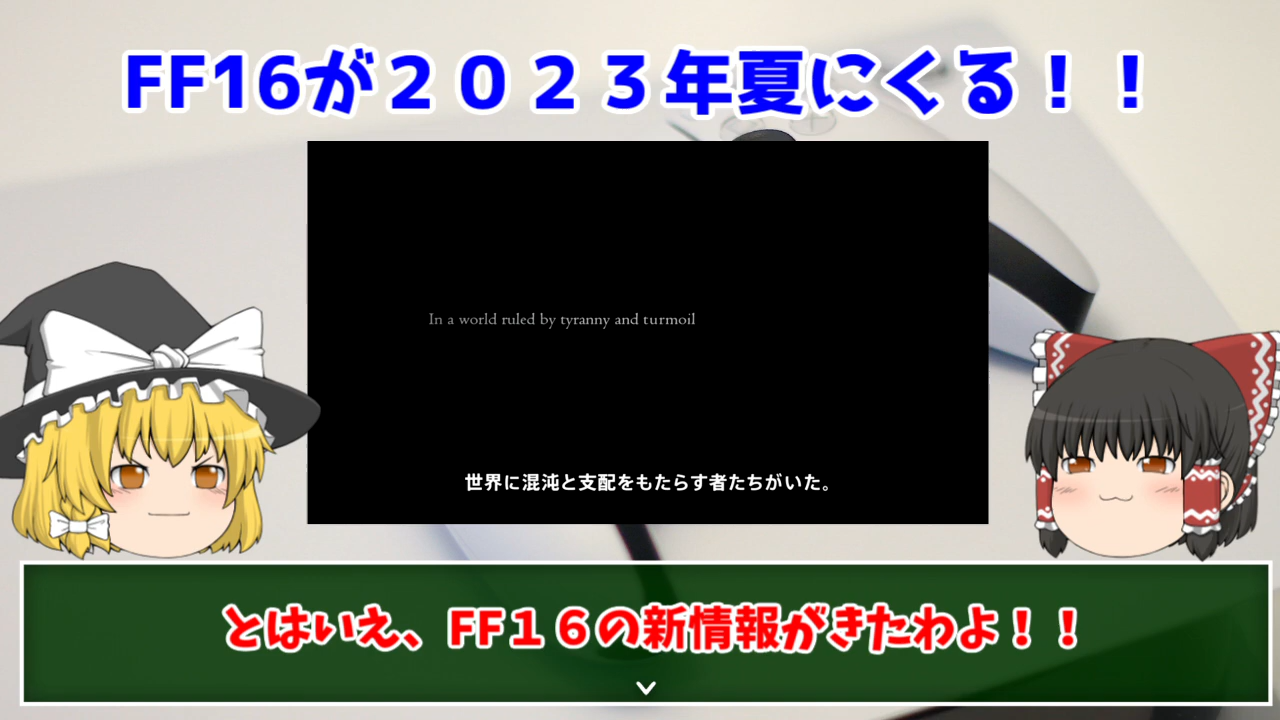 FF16が２０２３年夏にくる！！
In a world ruled by tyranny and turmoil
世界に混沌と支配をもたらす者たちがいた。
とはいえ、FF１６の新情報がきたわよ！！